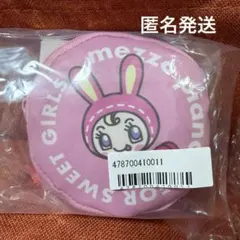 匿名発送
mezzo piano
FOR SWEET GIRLS
478700410011